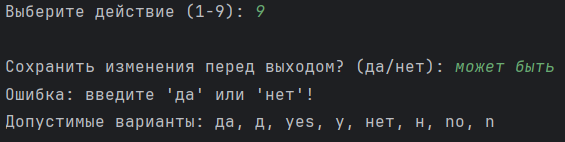 Выберите действие (1-9): 9
Сохранить изменения перед выходом? (да/нет): может быть
Ошибка: введите 'да' или 'нет'!
Допустимые варианты: да, д, yes, y, нет, н, no, n